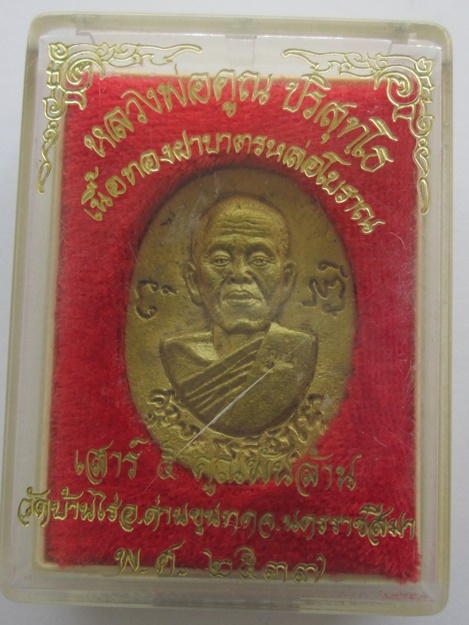 หลวงพ่อคูณ ปริสุทฺโธ
เนื้อทองฝาบาตรหล่อโบราณ
เสาร์ ๕ คูณพันล้าน
วัดบ้านไร่ อ.ด่านขุนทด จ.นครราชสีมา
พ.ศ. ๒๕๓๗